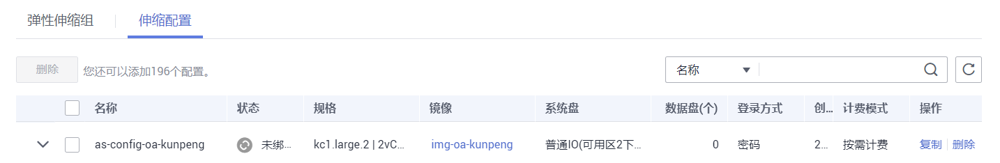 弹性伸缩组 伸缩配置
删除 您还可以添加196个配置。 名称
名称 状态 规格 镜像 系统盘 数据盘(个) 登录方式 创... 计费模式 操作
as-config-oa-kunpeng 未绑... kc1.large.2 | 2vC... img-oa-kunpeng 普通IO(可用区2下... 0 密码 2... 按需计费 复制 删除